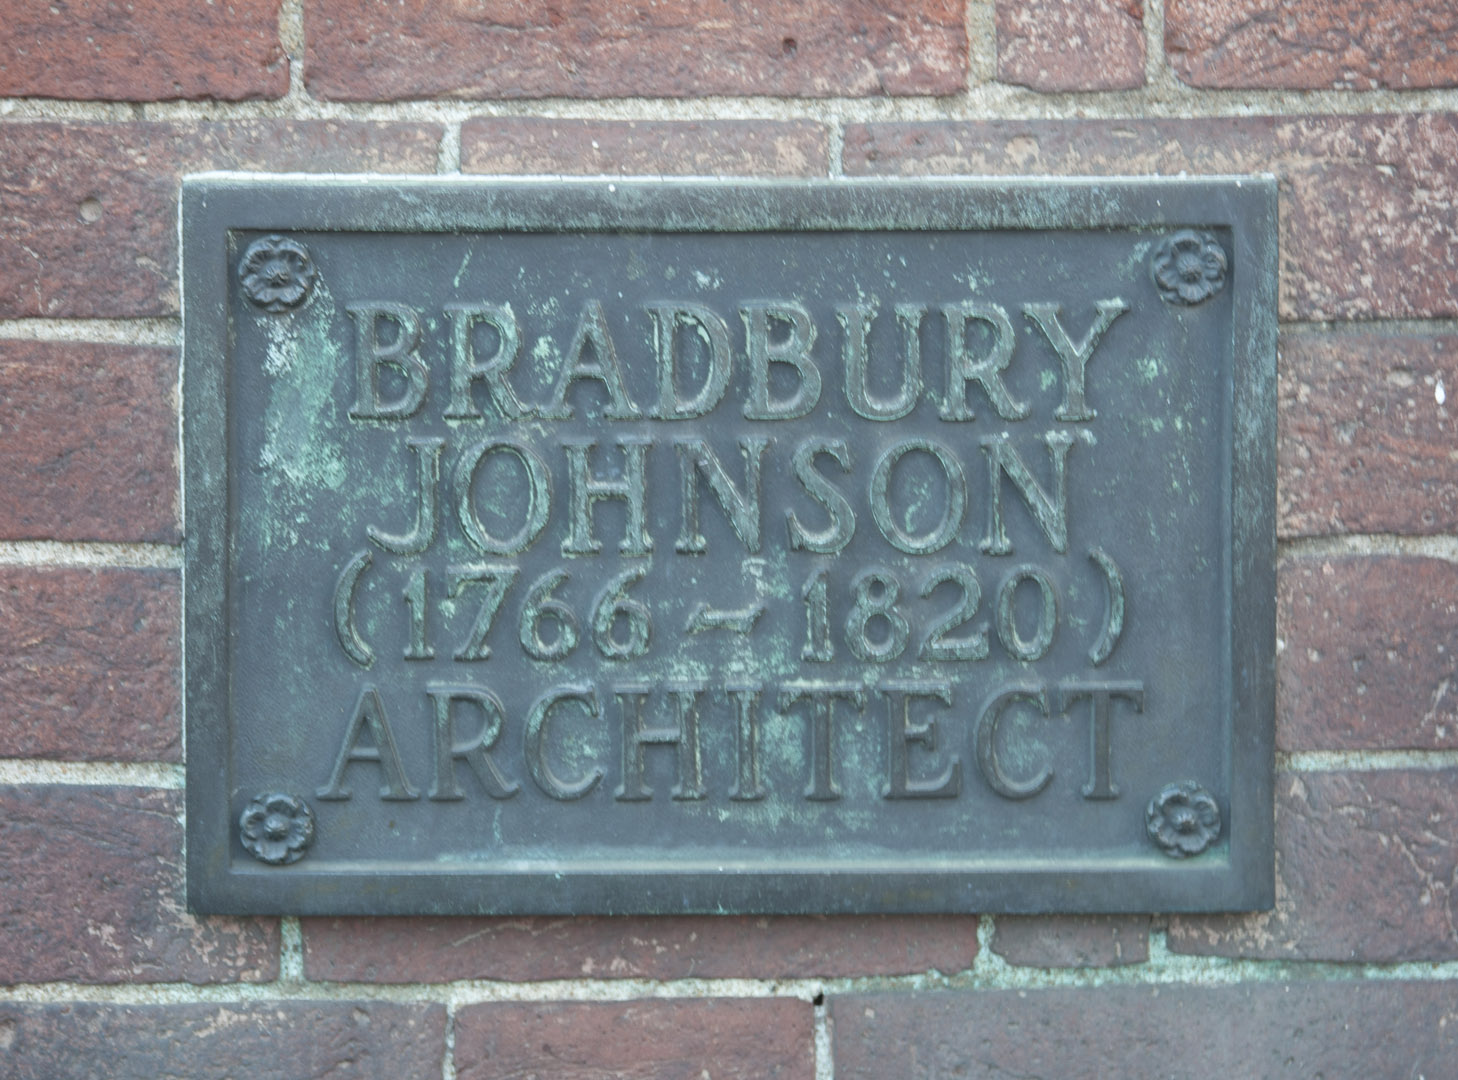 BRADBURY
JOHNSON
(1766 ~ 1820)
ARCHITECT